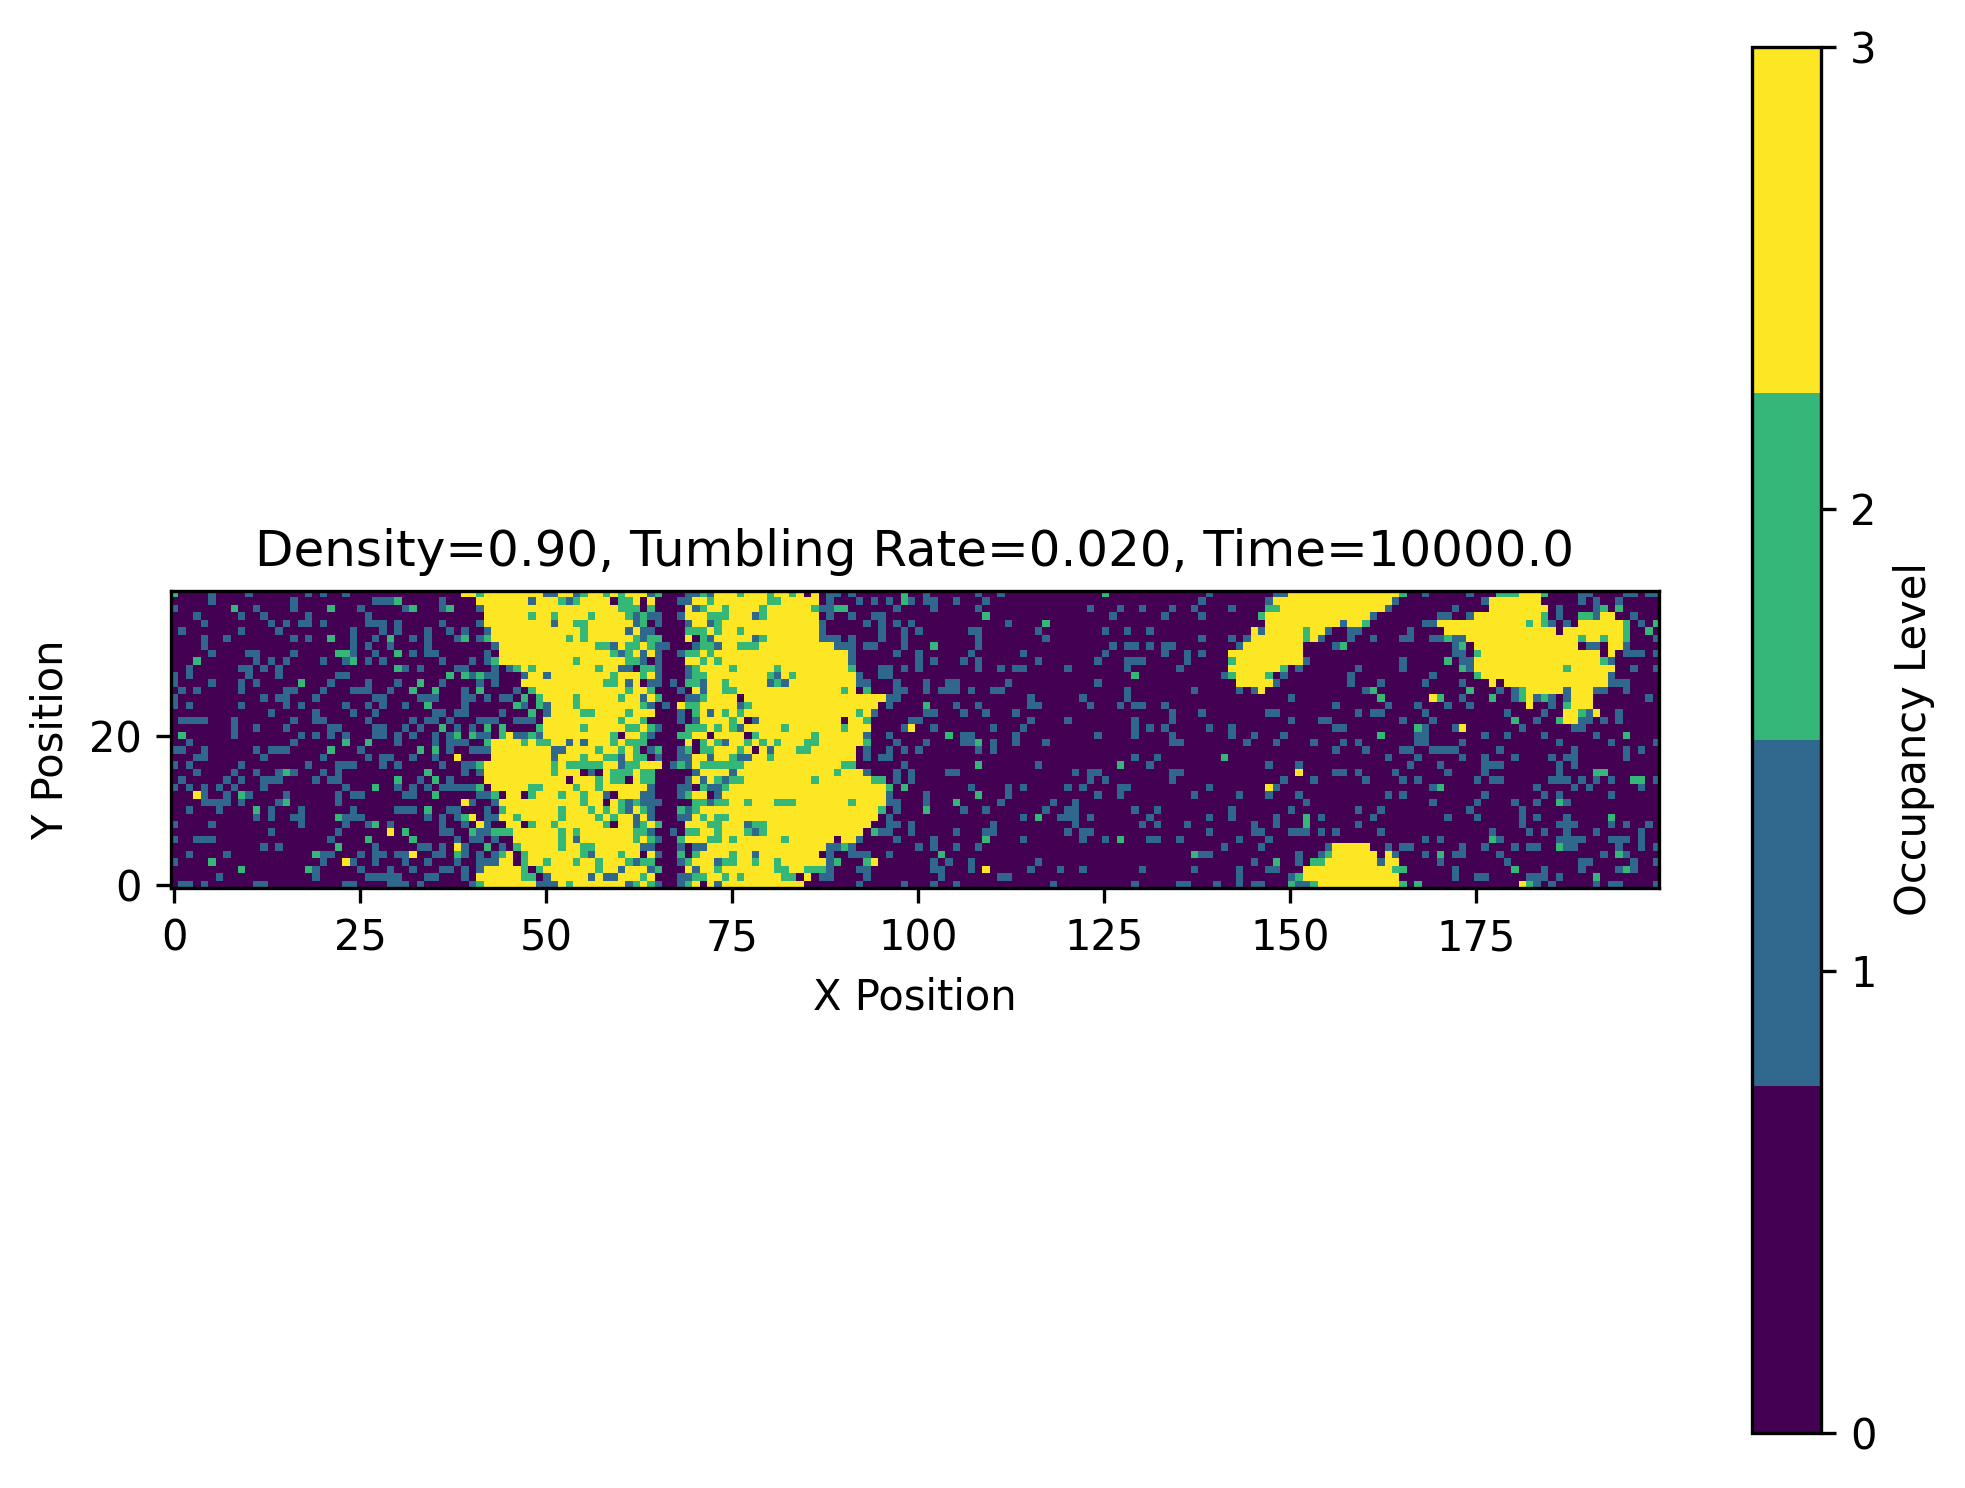 Density=0.90, Tumbling Rate=0.020, Time=10000.0
Y Position
20
0
0 25 50 75 100 125 150 175
X Position
3
2
1
0
Occupancy Level